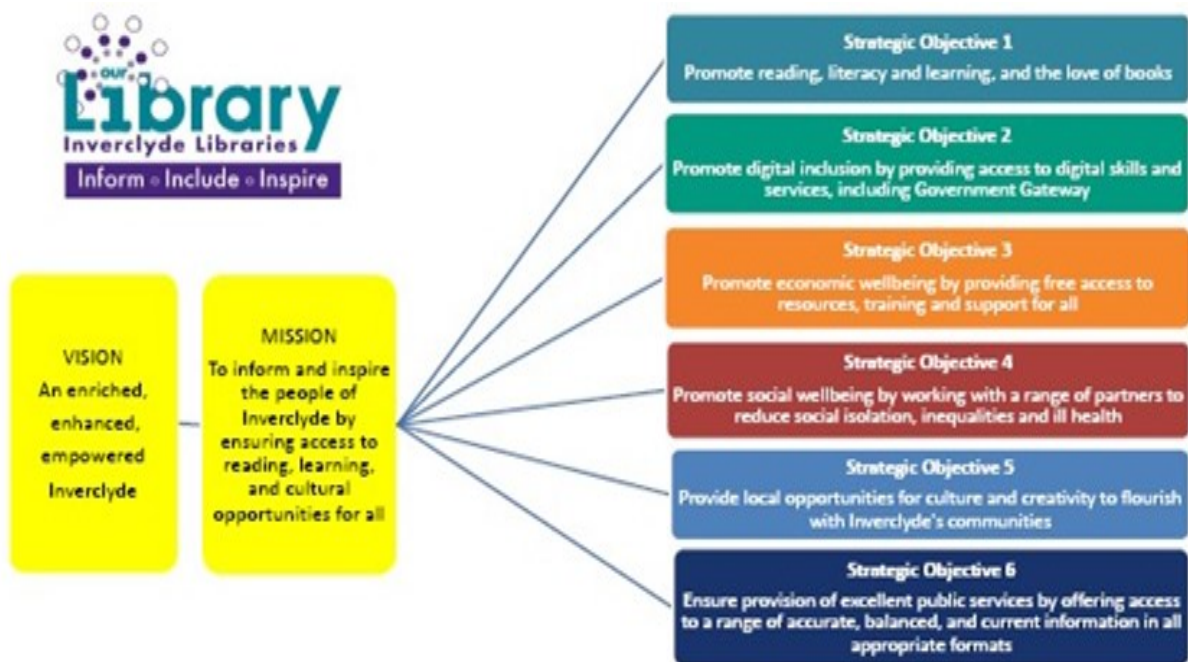 our
Library
Inverclyde Libraries
Inform Include Inspire
VISION
An enriched,
enhanced,
empowered
Inverclyde
MISSION
To inform and inspire
the people of
Inverclyde by
ensuring access to
reading, learning,
and cultural
opportunities for all
Strategic Objective 1
Promote reading, literacy and learning, and the love of books
Strategic Objective 2
Promote digital inclusion by providing access to digital skills and
services, including Government Gateway
Strategic Objective 3
Promote economic wellbeing by providing free access to
resources, training and support for all
Strategic Objective 4
Promote social wellbeing by working with a range of partners to
reduce social isolation, inequalities and ill health
Strategic Objective 5
Provide local opportunities for culture and creativity to flourish
with Inverclyde's communities
Strategic Objective 6
Ensure provision of excellent public services by offering access
to a range of accurate, balanced, and current information in all
appropriate formats